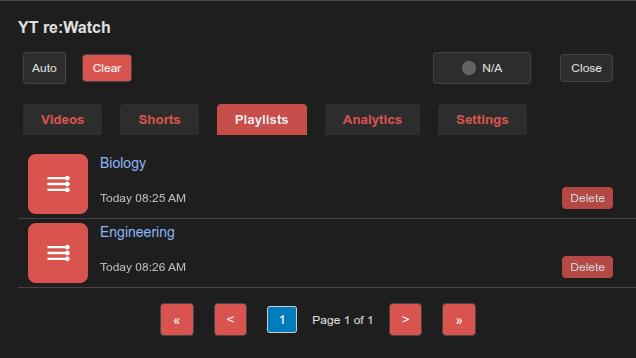 YT re:Watch
Auto Clear N/A Close
Videos Shorts Playlists Analytics Settings
Biology
Today 08:25 AM Delete
Engineering
Today 08:26 AM Delete
« < 1 Page 1 of 1 > »